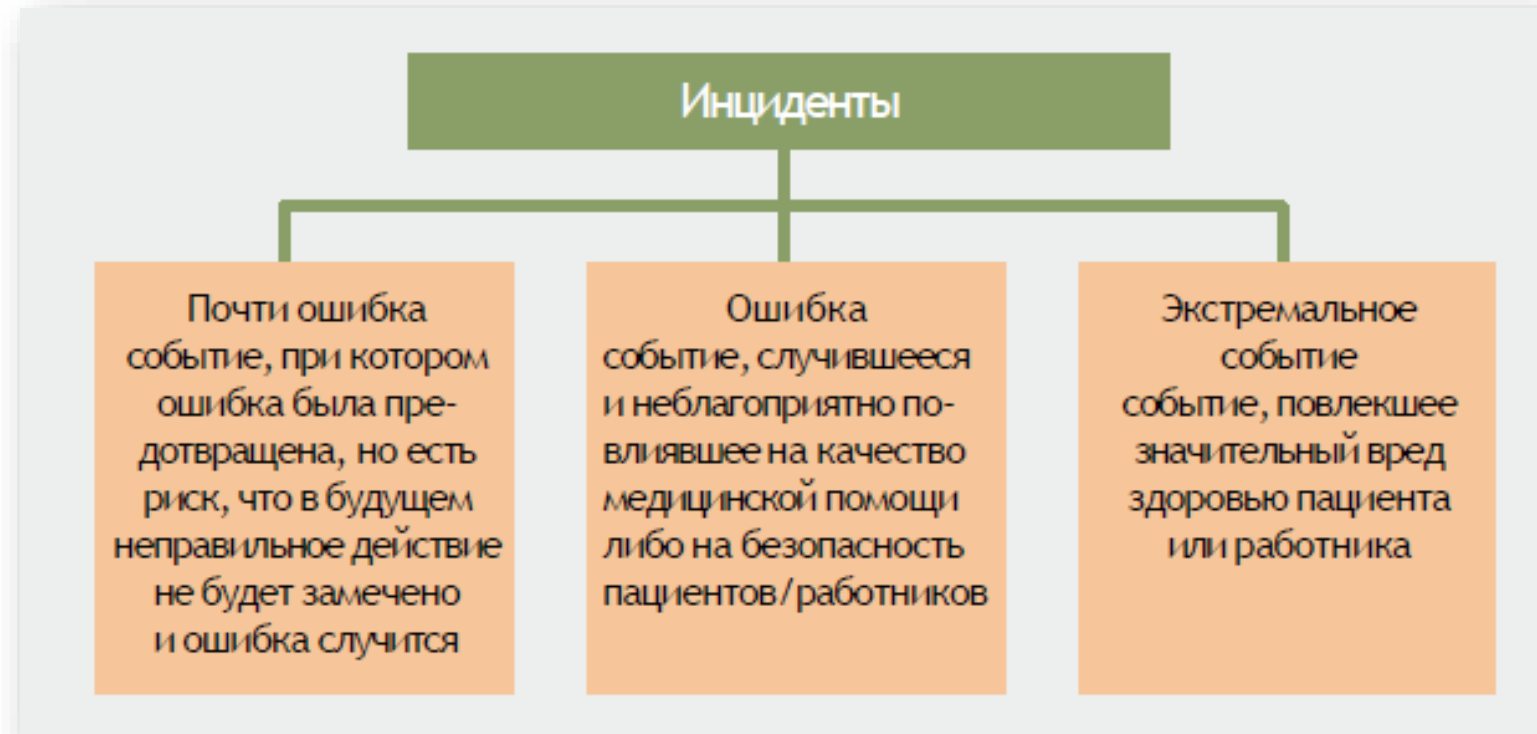 Инциденты
Почти ошибка
событие, при котором
ошибка была пре-
дотвращена, но есть
риск, что в будущем
неправильное действие
не будет замечено
и ошибка случится
Ошибка
событие, случившееся
и неблагоприятно по-
влиявшее на качество
медицинской помощи
либо на безопасность
пациентов/работников
Экстремальное
событие
событие, повлекшее
значительный вред
здоровью пациента
или работника